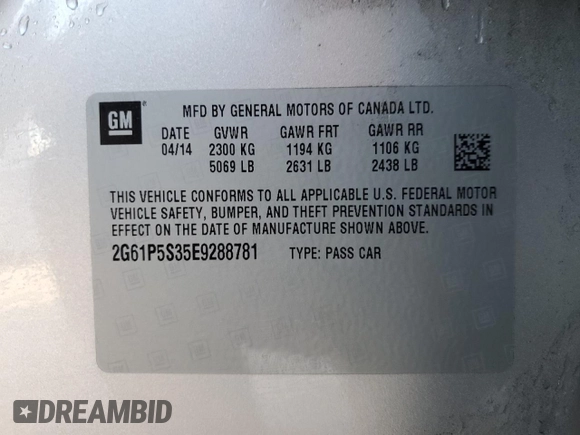 GM
MFD BY GENERAL MOTORS OF CANADA LTD.
DATE GVWR GAWR FRT GAWR RR
04/14 2300 KG 1194 KG 1106 KG
5069 LB 2631 LB 2438 LB
THIS VEHICLE CONFORMS TO ALL APPLICABLE U.S. FEDERAL MOTOR
VEHICLE SAFETY, BUMPER, AND THEFT PREVENTION STANDARDS IN
EFFECT ON THE DATE OF MANUFACTURE SHOWN ABOVE.
2G61P5S35E9288781 TYPE: PASS CAR
DREAMBID